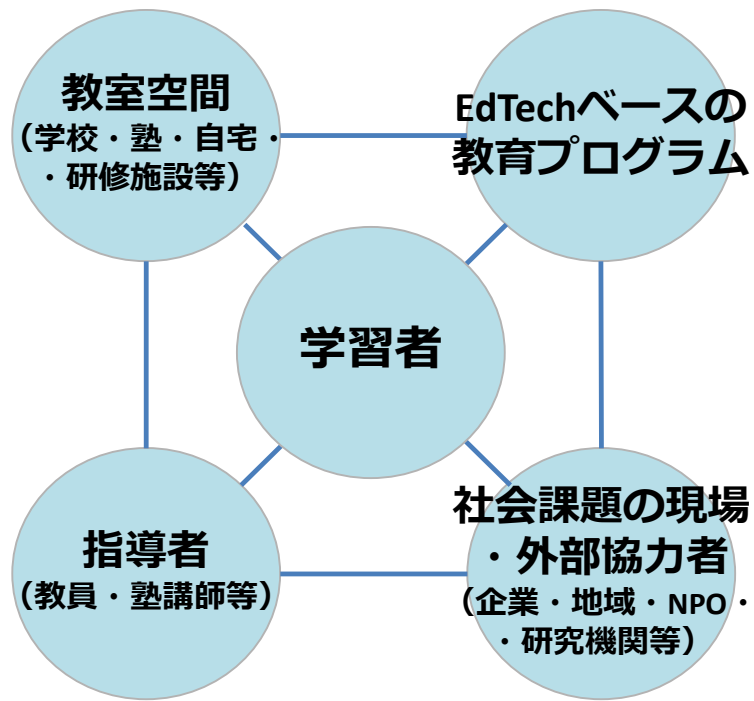 教室空間
（学校・塾・自宅・
・研修施設等）
EdTechベースの
教育プログラム
学習者
指導者
（教員・塾講師等）
社会課題の現場
・外部協力者
（企業・地域・NPO・
・研究機関等）